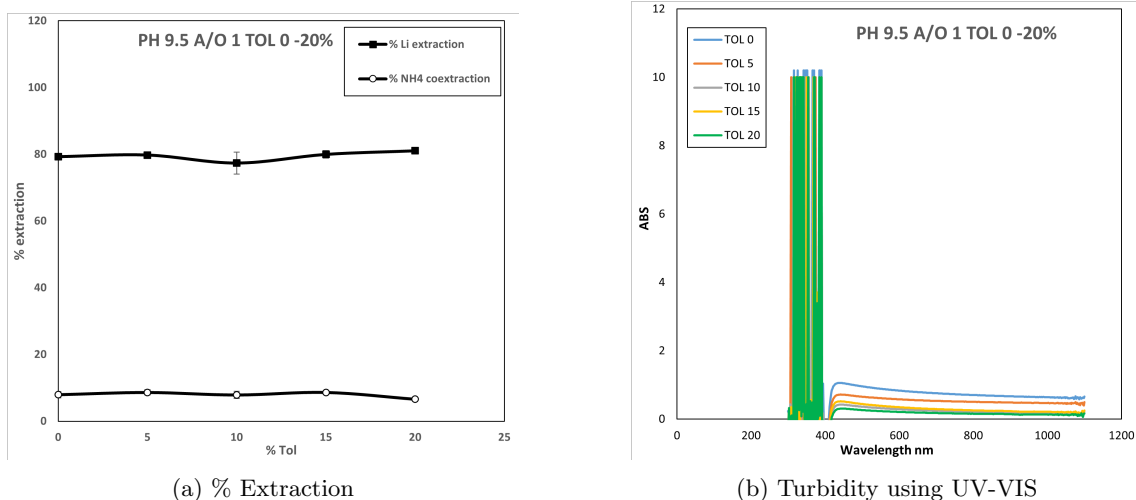 PH 9.5 A/O 1 TOL 0 -20%
% Li extraction
% NH4 coextraction
120
100
80
60
40
20
0
% extraction
0 5 10 15 20 25
% Tol
(a) % Extraction
PH 9.5 A/O 1 TOL 0 -20%
TOL 0
TOL 5
TOL 10
TOL 15
TOL 20
12
10
8
6
4
2
0
ABS
0 200 400 600 800 1000 1200
Wavelength nm
(b) Turbidity using UV-VIS